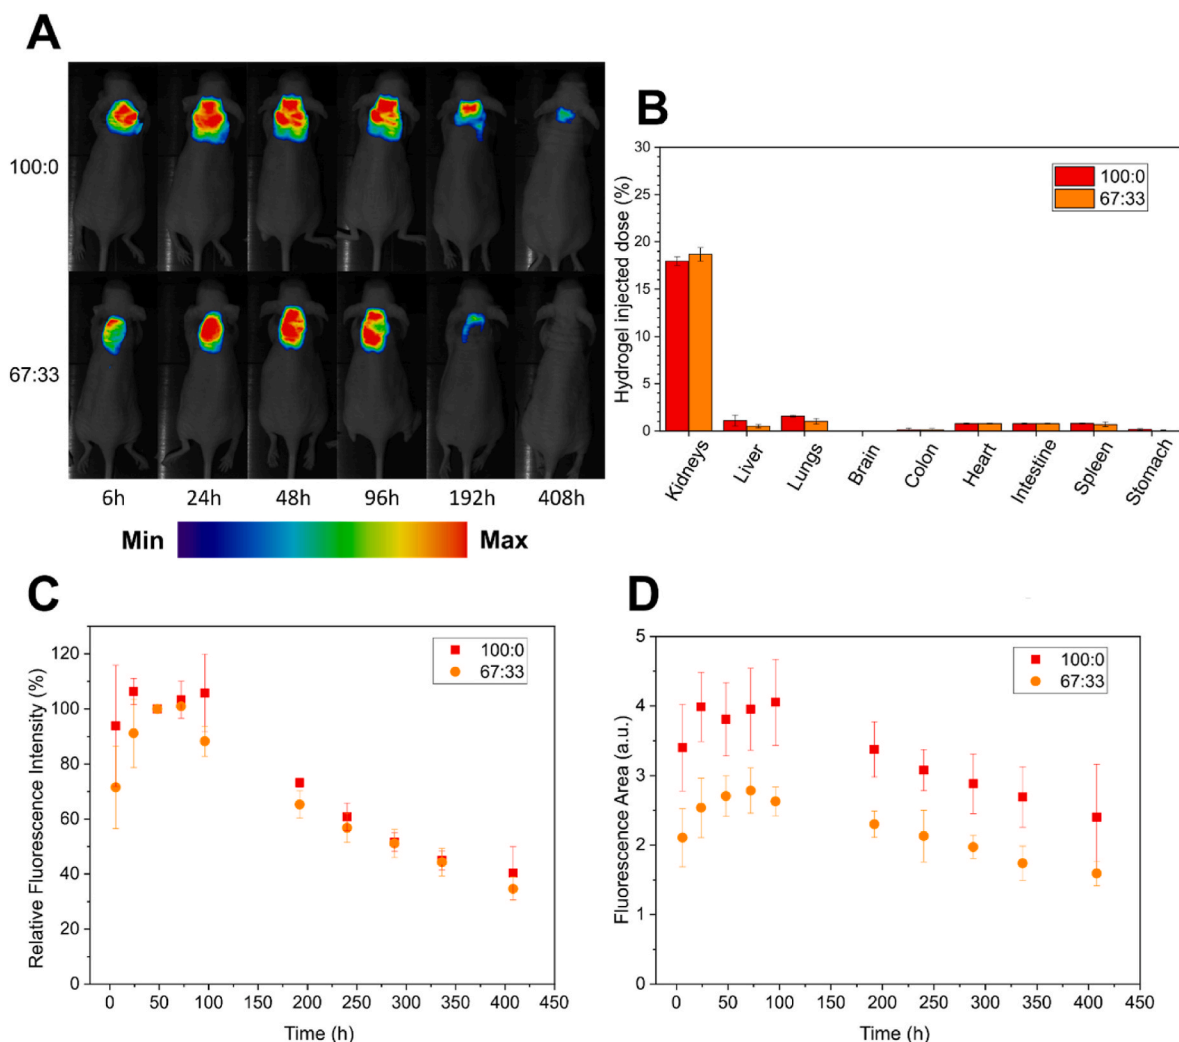 A
100:0
67:33
6h 24h 48h 96h 192h 408h
Min Max
B
Hydrogel injected dose (%)
30
25
20
15
10
5
0
100:0
67:33
Kidneys Liver Lungs Brain Colon Heart Intestine Spleen Stomach
C
Relative Fluorescence Intensity (%)
120
100
80
60
40
20
0
100:0
67:33
0 50 100 150 200 250 300 350 400 450
Time (h)
D
Fluorescence Area (a.u.)
5
4
3
2
1
0
100:0
67:33
0 50 100 150 200 250 300 350 400 450
Time (h)